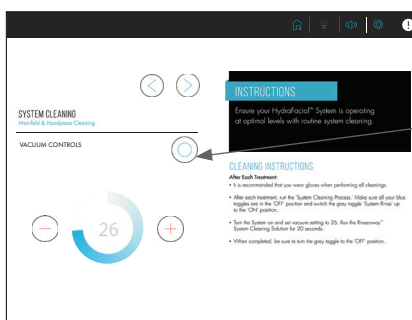 SYSTEM CLEANING
Manifold & Handpiece Cleaning
VACUUM CONTROLS
26
INSTRUCTIONS
Ensure your HydraFacial™ System is operating
at optimal levels with routine system cleaning.
CLEANING INSTRUCTIONS
After Each Treatment:
• It is recommended that you wear gloves when performing all cleanings.
• After each treatment, run the 'System Cleaning Process.' Make sure all your blue
toggles are in the 'OFF' position and switch the gray toggle 'System Rinse' up
to the 'ON' position.
• Turn the System on and set vacuum setting to 26. Run the Rinseaway™
System Cleaning Solution for 20 seconds.
• When completed, be sure to turn the gray toggle to the 'OFF' position.